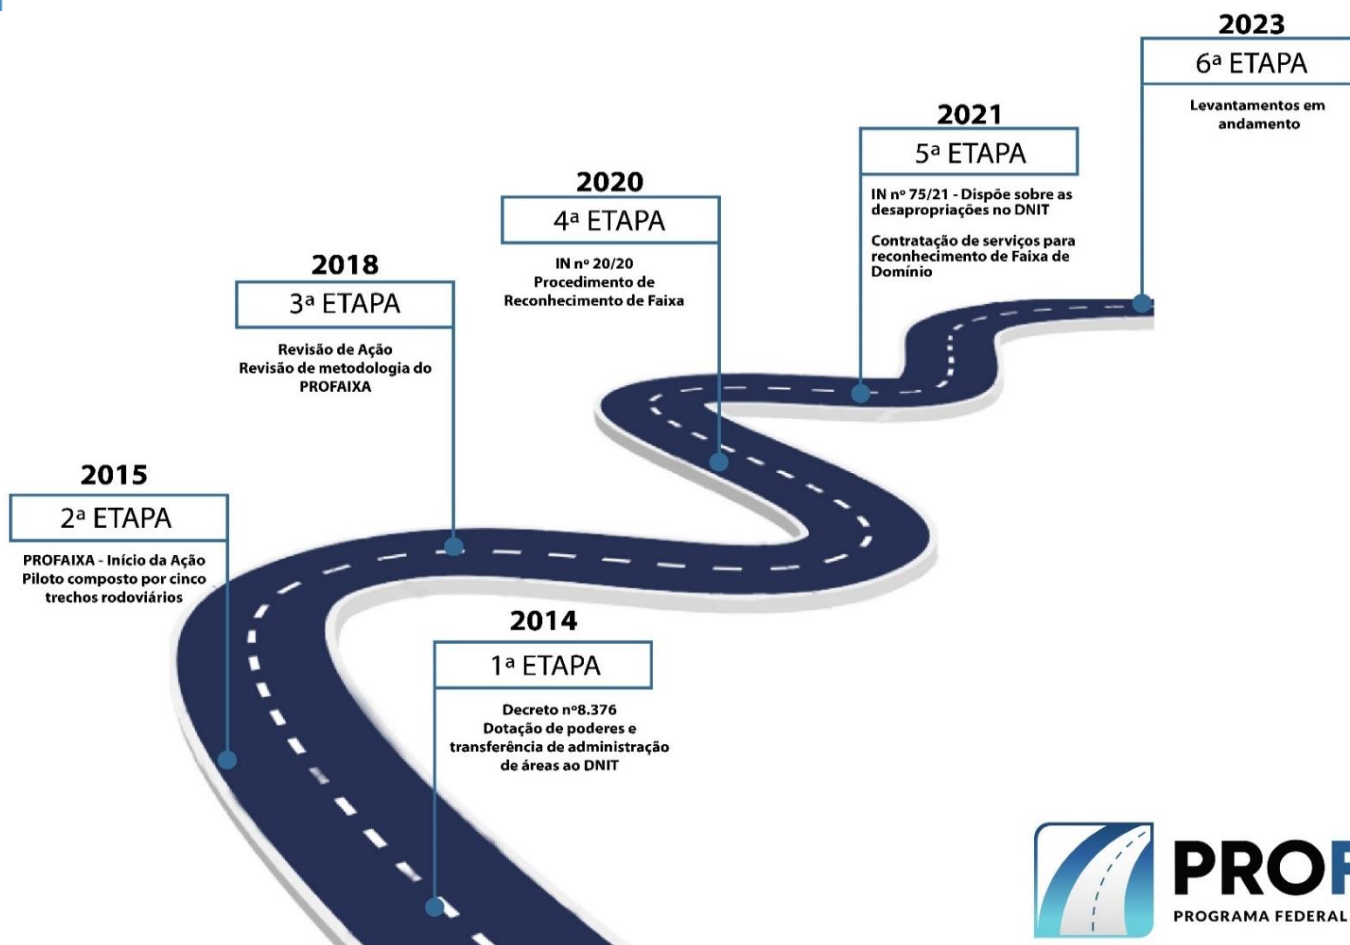 2023
6ª ETAPA
Levantamentos em
andamento
2021
5ª ETAPA
IN nº 75/21 - Dispõe sobre as
desapropriações no DNIT
Contratação de serviços para
reconhecimento de Faixa de
Domínio
2020
4ª ETAPA
IN nº 20/20
Procedimento de
Reconhecimento de Faixa
2018
3ª ETAPA
Revisão de Ação
Revisão de metodologia do
PROFAIXA
2015
2ª ETAPA
PROFAIXA - Início da Ação
Piloto composto por cinco
trechos rodoviários
2014
1ª ETAPA
Decreto nº8.376
Dotação de poderes e
transferência de administração
de áreas ao DNIT
PROF
PROGRAMA FEDERAL